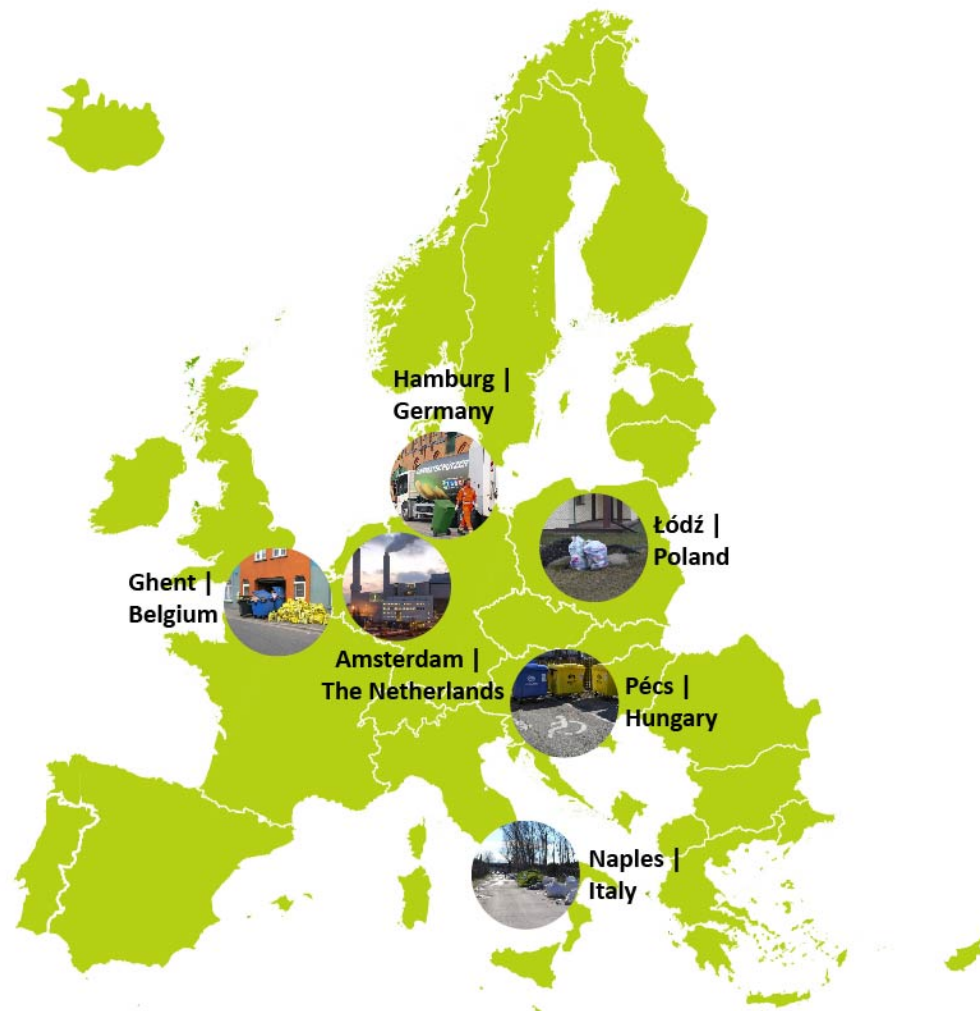 Hamburg |
Germany
Łódź |
Poland
Ghent |
Belgium
Amsterdam |
The Netherlands
Pécs |
Hungary
Naples |
Italy